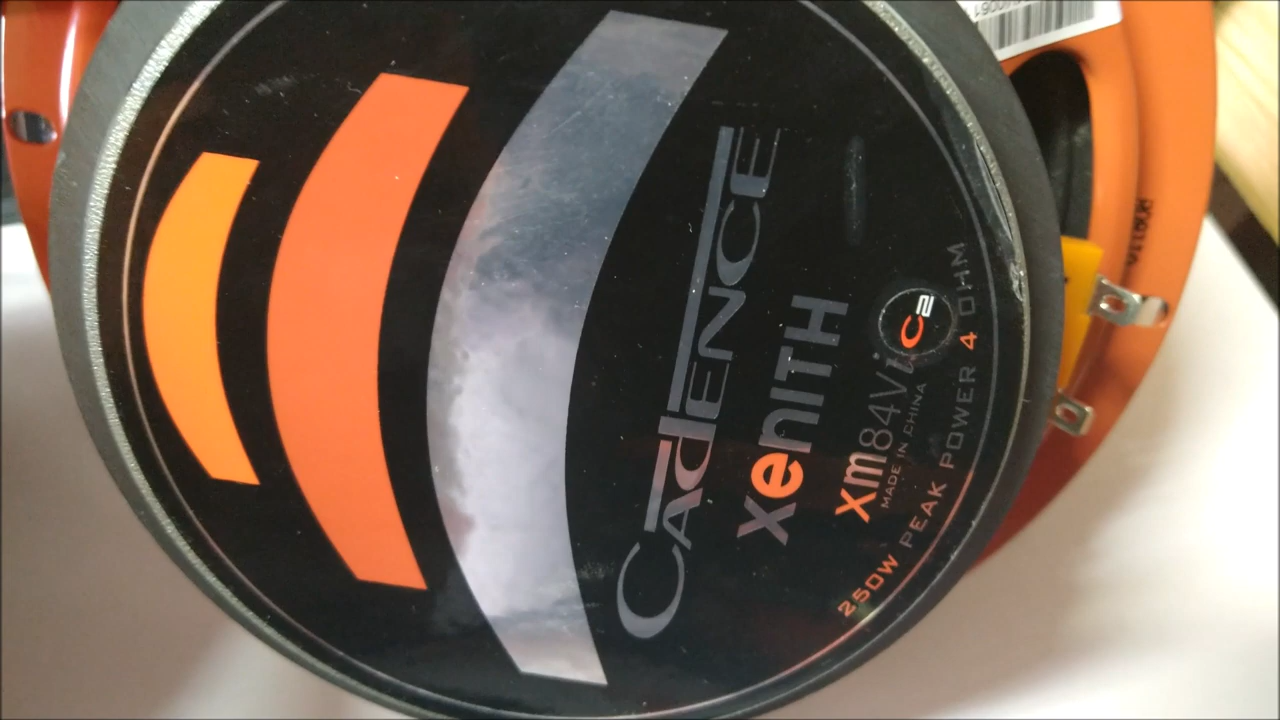 CADENCE
xenITH
xm84Vi C2
MADE IN CHINA
250W PEAK POWER 4 OHM